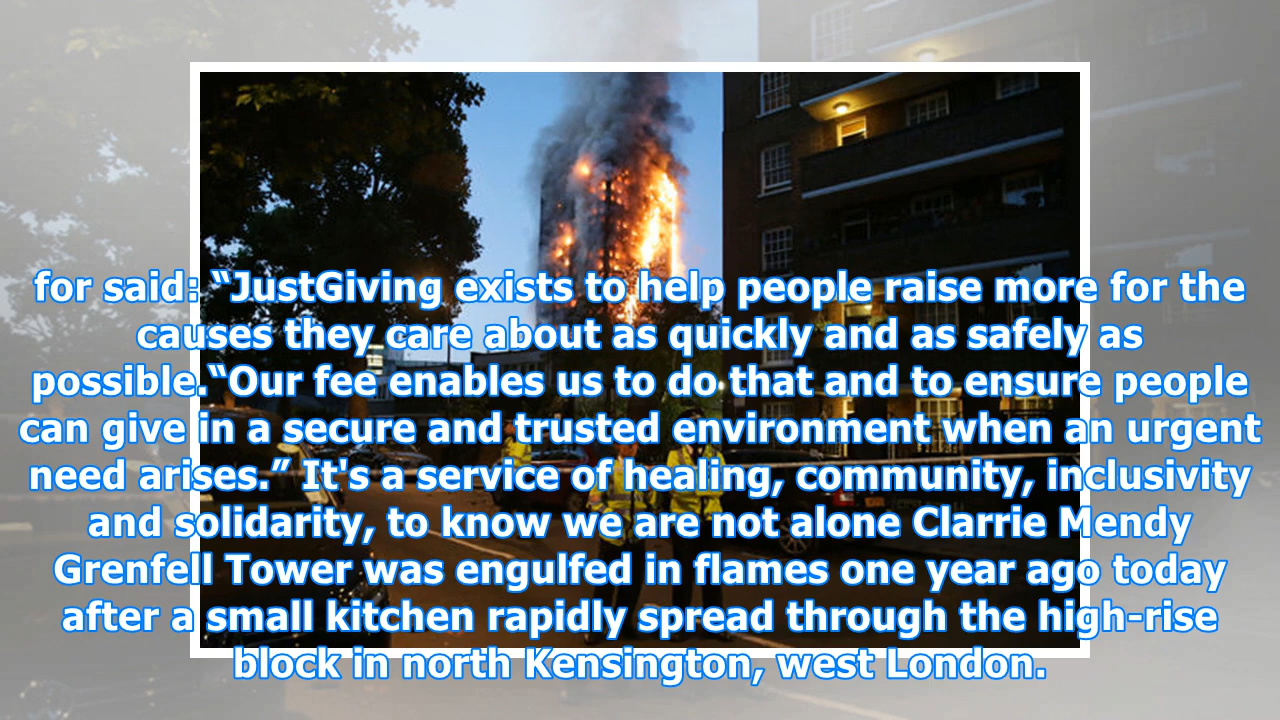 for said: “JustGiving exists to help people raise more for the
causes they care about as quickly and as safely as
possible.“Our fee enables us to do that and to ensure people
can give in a secure and trusted environment when an urgent
need arises.” It's a service of healing, community, inclusivity
and solidarity, to know we are not alone Clarrie Mendy
Grenfell Tower was engulfed in flames one year ago today
after a small kitchen rapidly spread through the high-rise
block in north Kensington, west London.